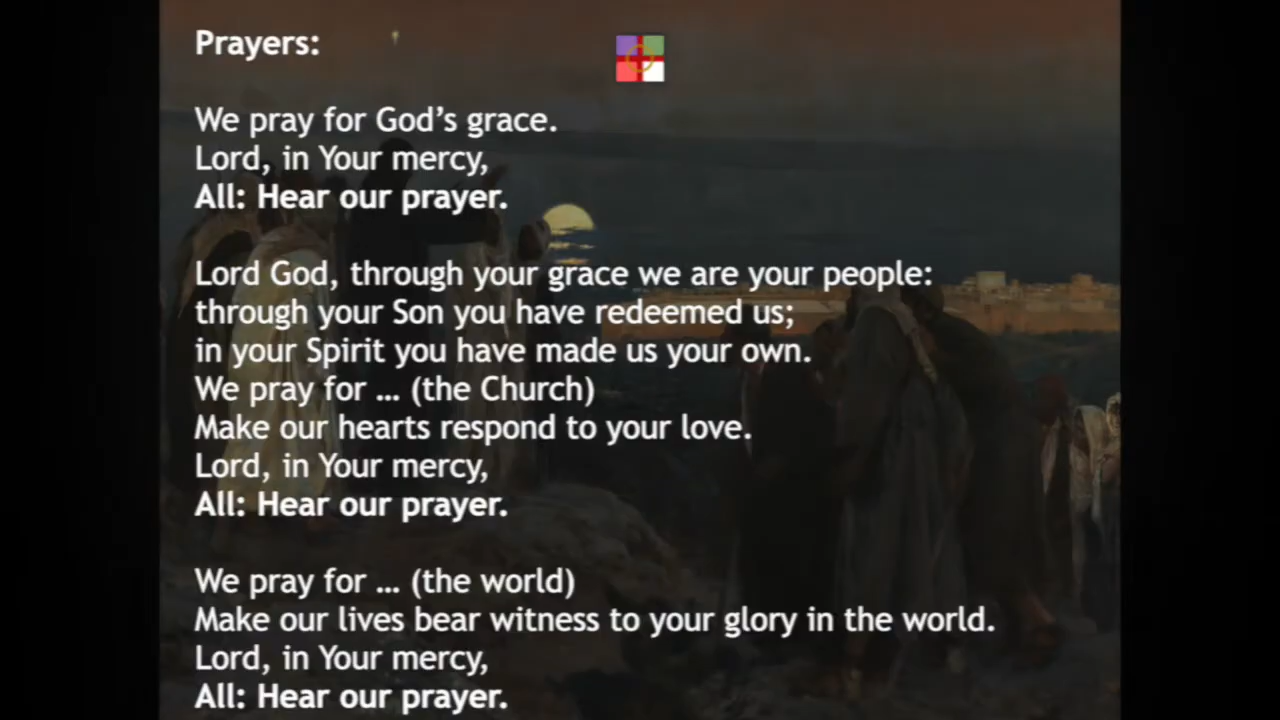 Prayers:
We pray for God’s grace.
Lord, in Your mercy,
All: Hear our prayer.
Lord God, through your grace we are your people:
through your Son you have redeemed us;
in your Spirit you have made us your own.
We pray for ... (the Church)
Make our hearts respond to your love.
Lord, in Your mercy,
All: Hear our prayer.
We pray for ... (the world)
Make our lives bear witness to your glory in the world.
Lord, in Your mercy,
All: Hear our prayer.